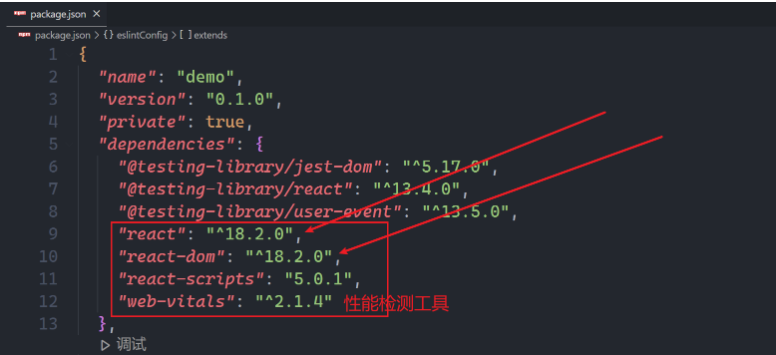 package.json ×
package.json > {} eslintConfig > [ ] extends
1 {
2 "name": "demo",
3 "version": "0.1.0",
4 "private": true,
5 "dependencies": {
6 "@testing-library/jest-dom": "^5.17.0",
7 "@testing-library/react": "^13.4.0",
8 "@testing-library/user-event": "^13.5.0",
9 "react": "^18.2.0",
10 "react-dom": "^18.2.0",
11 "react-scripts": "5.0.1",
12 "web-vitals": "^2.1.4" 性能检测工具
13 },
▷ 调试